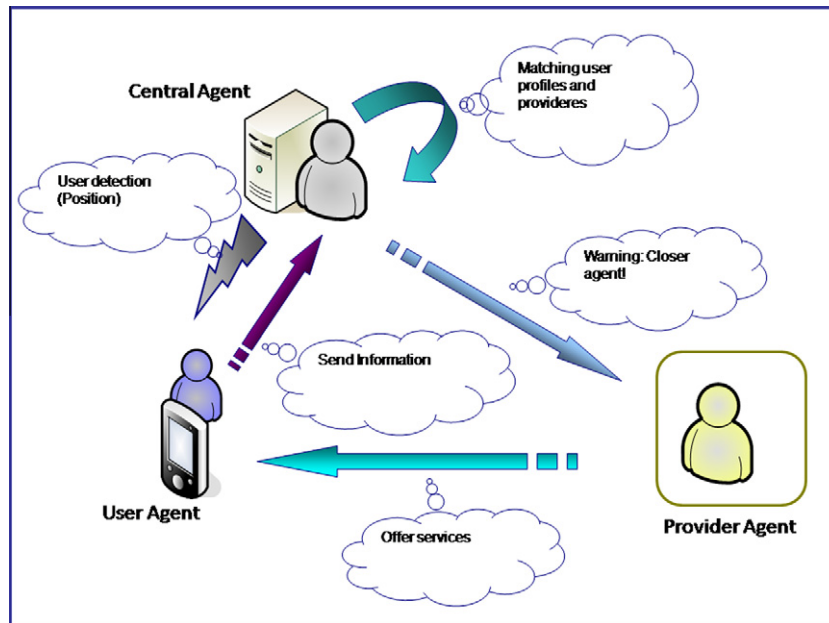 Matching user
profiles and
provideres
Central Agent
User detection
(Position)
Warning: Closer
agent!
Send Information
User Agent
Offer services
Provider Agent